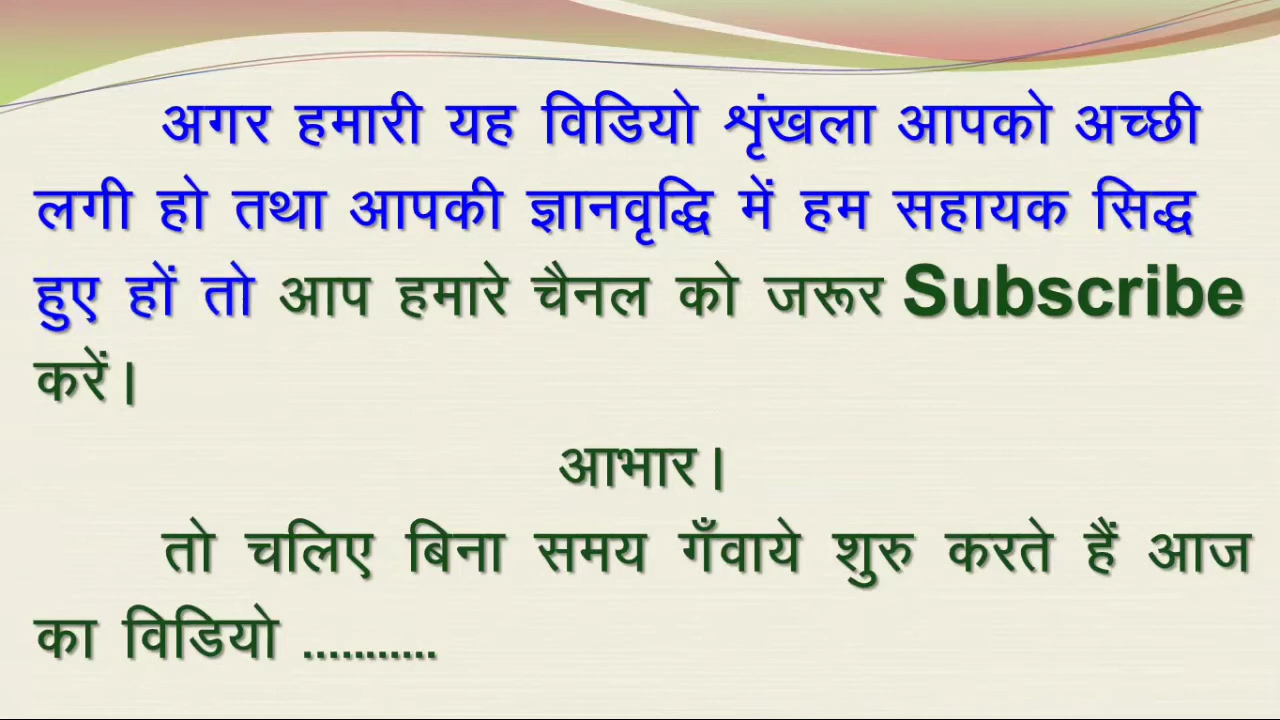 अगर हमारी यह विडियो शृंखला आपको अच्छी
लगी हो तथा आपकी ज्ञानवृद्धि में हम सहायक सिद्ध
हुए हों तो आप हमारे चैनल को जरूर Subscribe
करें।
आभार।
तो चलिए बिना समय गँवाये शुरु करते हैं आज
का विडियो ...........